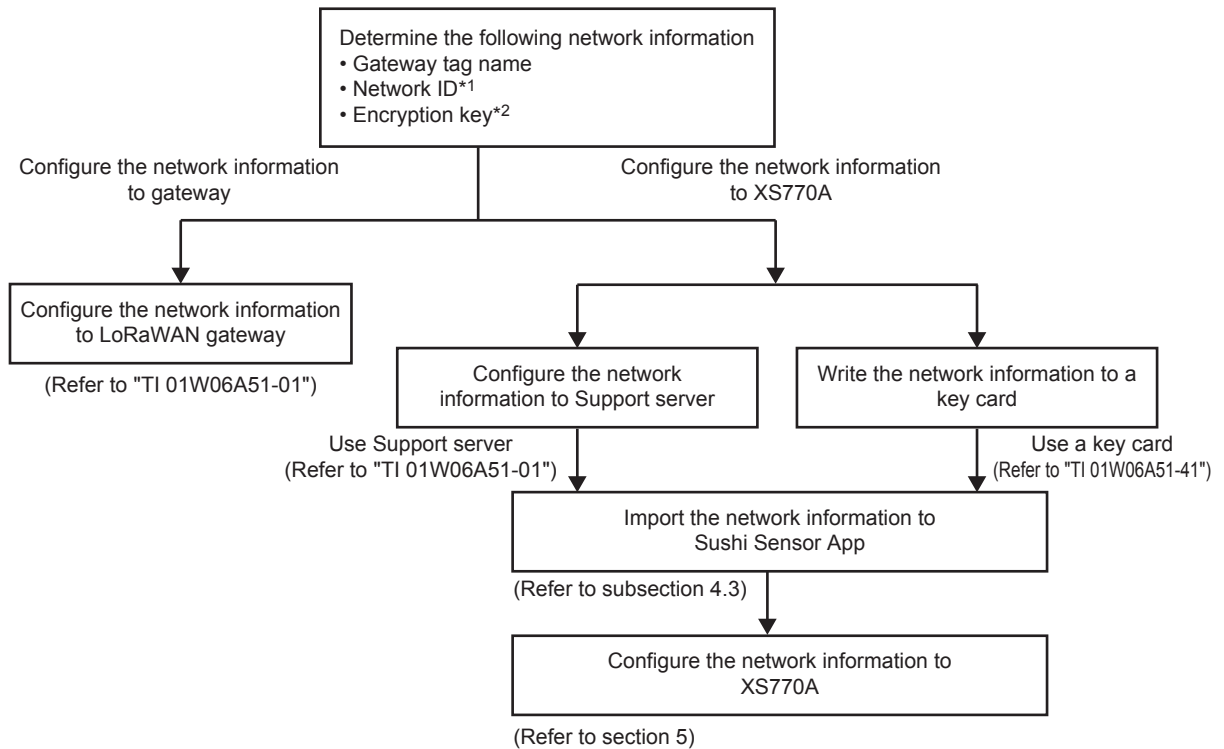 Determine the following network information
• Gateway tag name
• Network ID*1
• Encryption key*2
Configure the network information
to gateway
Configure the network information
to XS770A
Configure the network information
to LoRaWAN gateway
(Refer to "TI 01W06A51-01")
Configure the network
information to Support server
Write the network information to a
key card
Use Support server
(Refer to "TI 01W06A51-01")
Use a key card
(Refer to "TI 01W06A51-41")
Import the network information to
Sushi Sensor App
(Refer to subsection 4.3)
Configure the network information to
XS770A
(Refer to section 5)